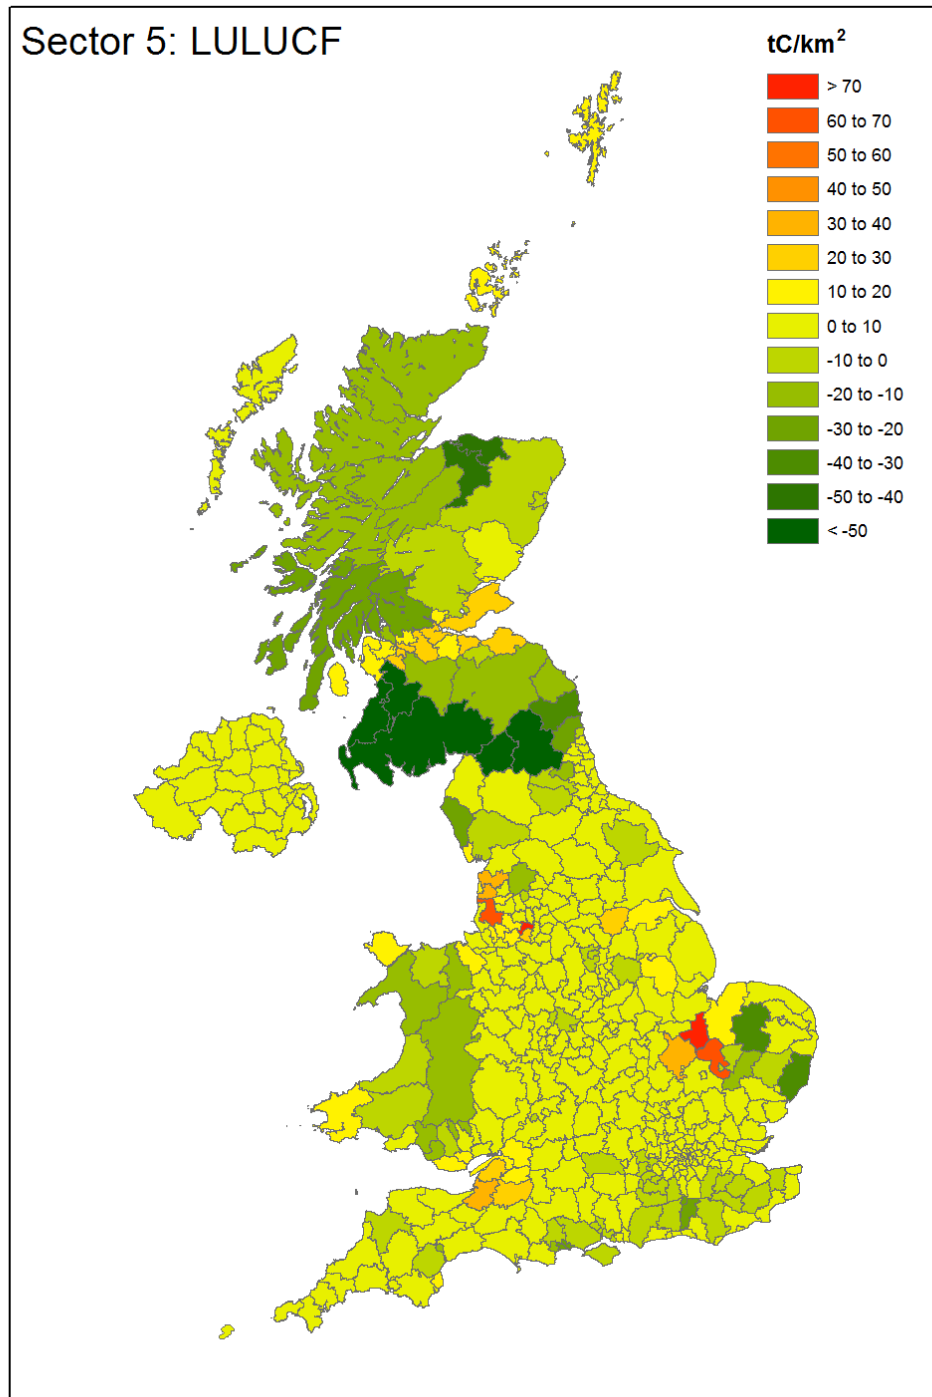 Sector 5: LULUCF
tC/km²
> 70
60 to 70
50 to 60
40 to 50
30 to 40
20 to 30
10 to 20
0 to 10
-10 to 0
-20 to -10
-30 to -20
-40 to -30
-50 to -40
< -50